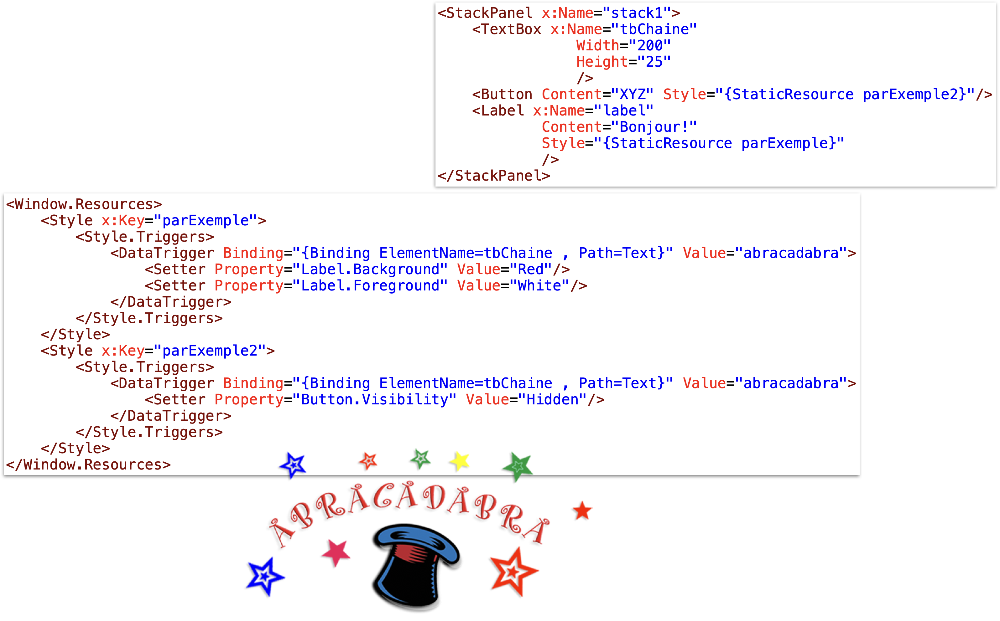 <StackPanel x:Name="stack1">
    <TextBox x:Name="tbChaine"
                Width="200"
                Height="25"
                />
    <Button Content="XYZ" Style="{StaticResource parExemple2}"/>
    <Label x:Name="label"
            Content="Bonjour!"
            Style="{StaticResource parExemple}"
            />
</StackPanel>
<Window.Resources>
    <Style x:Key="parExemple">
        <Style.Triggers>
            <DataTrigger Binding="{Binding ElementName=tbChaine , Path=Text}" Value="abracadabra">
                <Setter Property="Label.Background" Value="Red"/>
                <Setter Property="Label.Foreground" Value="White"/>
            </DataTrigger>
        </Style.Triggers>
    </Style>
    <Style x:Key="parExemple2">
        <Style.Triggers>
            <DataTrigger Binding="{Binding ElementName=tbChaine , Path=Text}" Value="abracadabra">
                <Setter Property="Button.Visibility" Value="Hidden"/>
            </DataTrigger>
        </Style.Triggers>
    </Style>
</Window.Resources>
ABRACADABRA